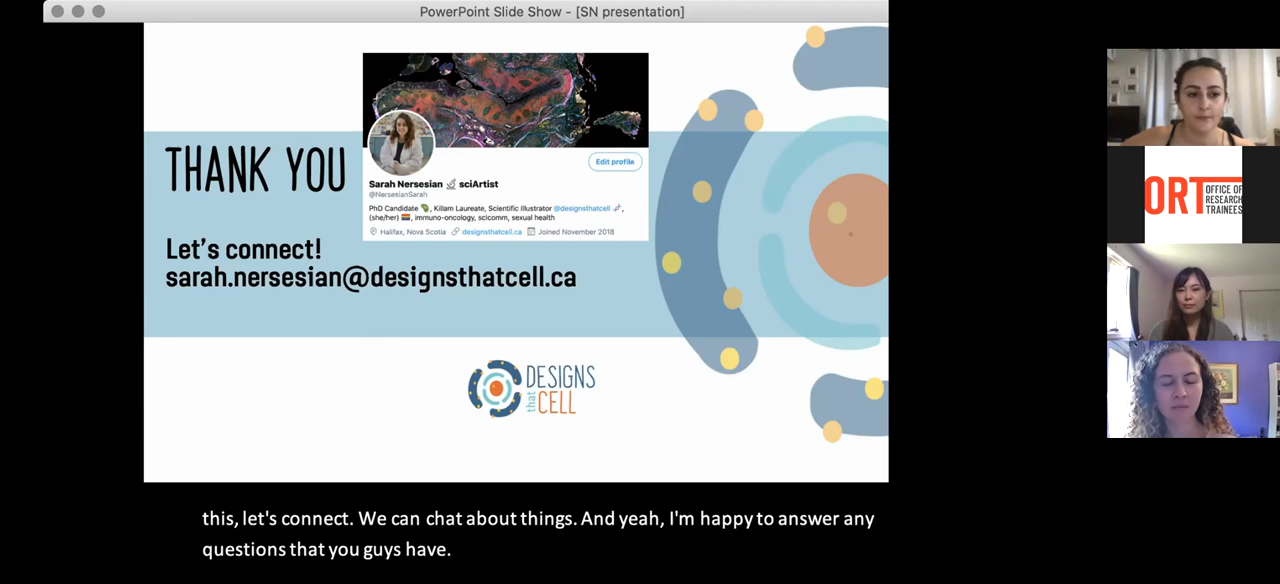 PowerPoint Slide Show - [SN presentation]
THANK YOU
Edit profile
Sarah Nersesian 🔬 sciArtist
@NersesianSarah
PhD Candidate 🧠, Killam Laureate, Scientific Illustrator @designsthatcell 🧬,
(she/her) 🏳️‍🌈, immuno-oncology, scicomm, sexual health
Halifax, Nova Scotia designsthatcell.ca Joined November 2018
Let's connect!
sarah.nersesian@designsthatcell.ca
DESIGNS
that CELL
ORT OFFICE OF
RESEARCH
TRAINEES
this, let's connect. We can chat about things. And yeah, I'm happy to answer any
questions that you guys have.